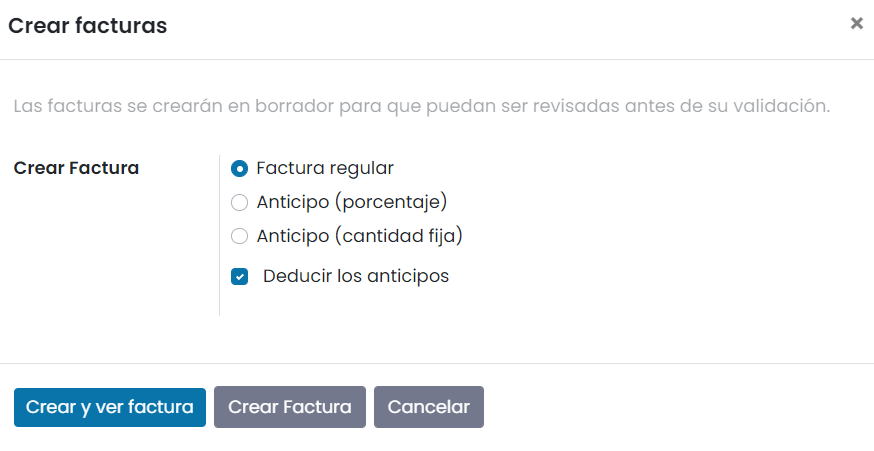 Crear facturas
Las facturas se crearán en borrador para que puedan ser revisadas antes de su validación.
Crear Factura
Factura regular
Anticipo (porcentaje)
Anticipo (cantidad fija)
Deducir los anticipos
Crear y ver factura
Crear Factura
Cancelar